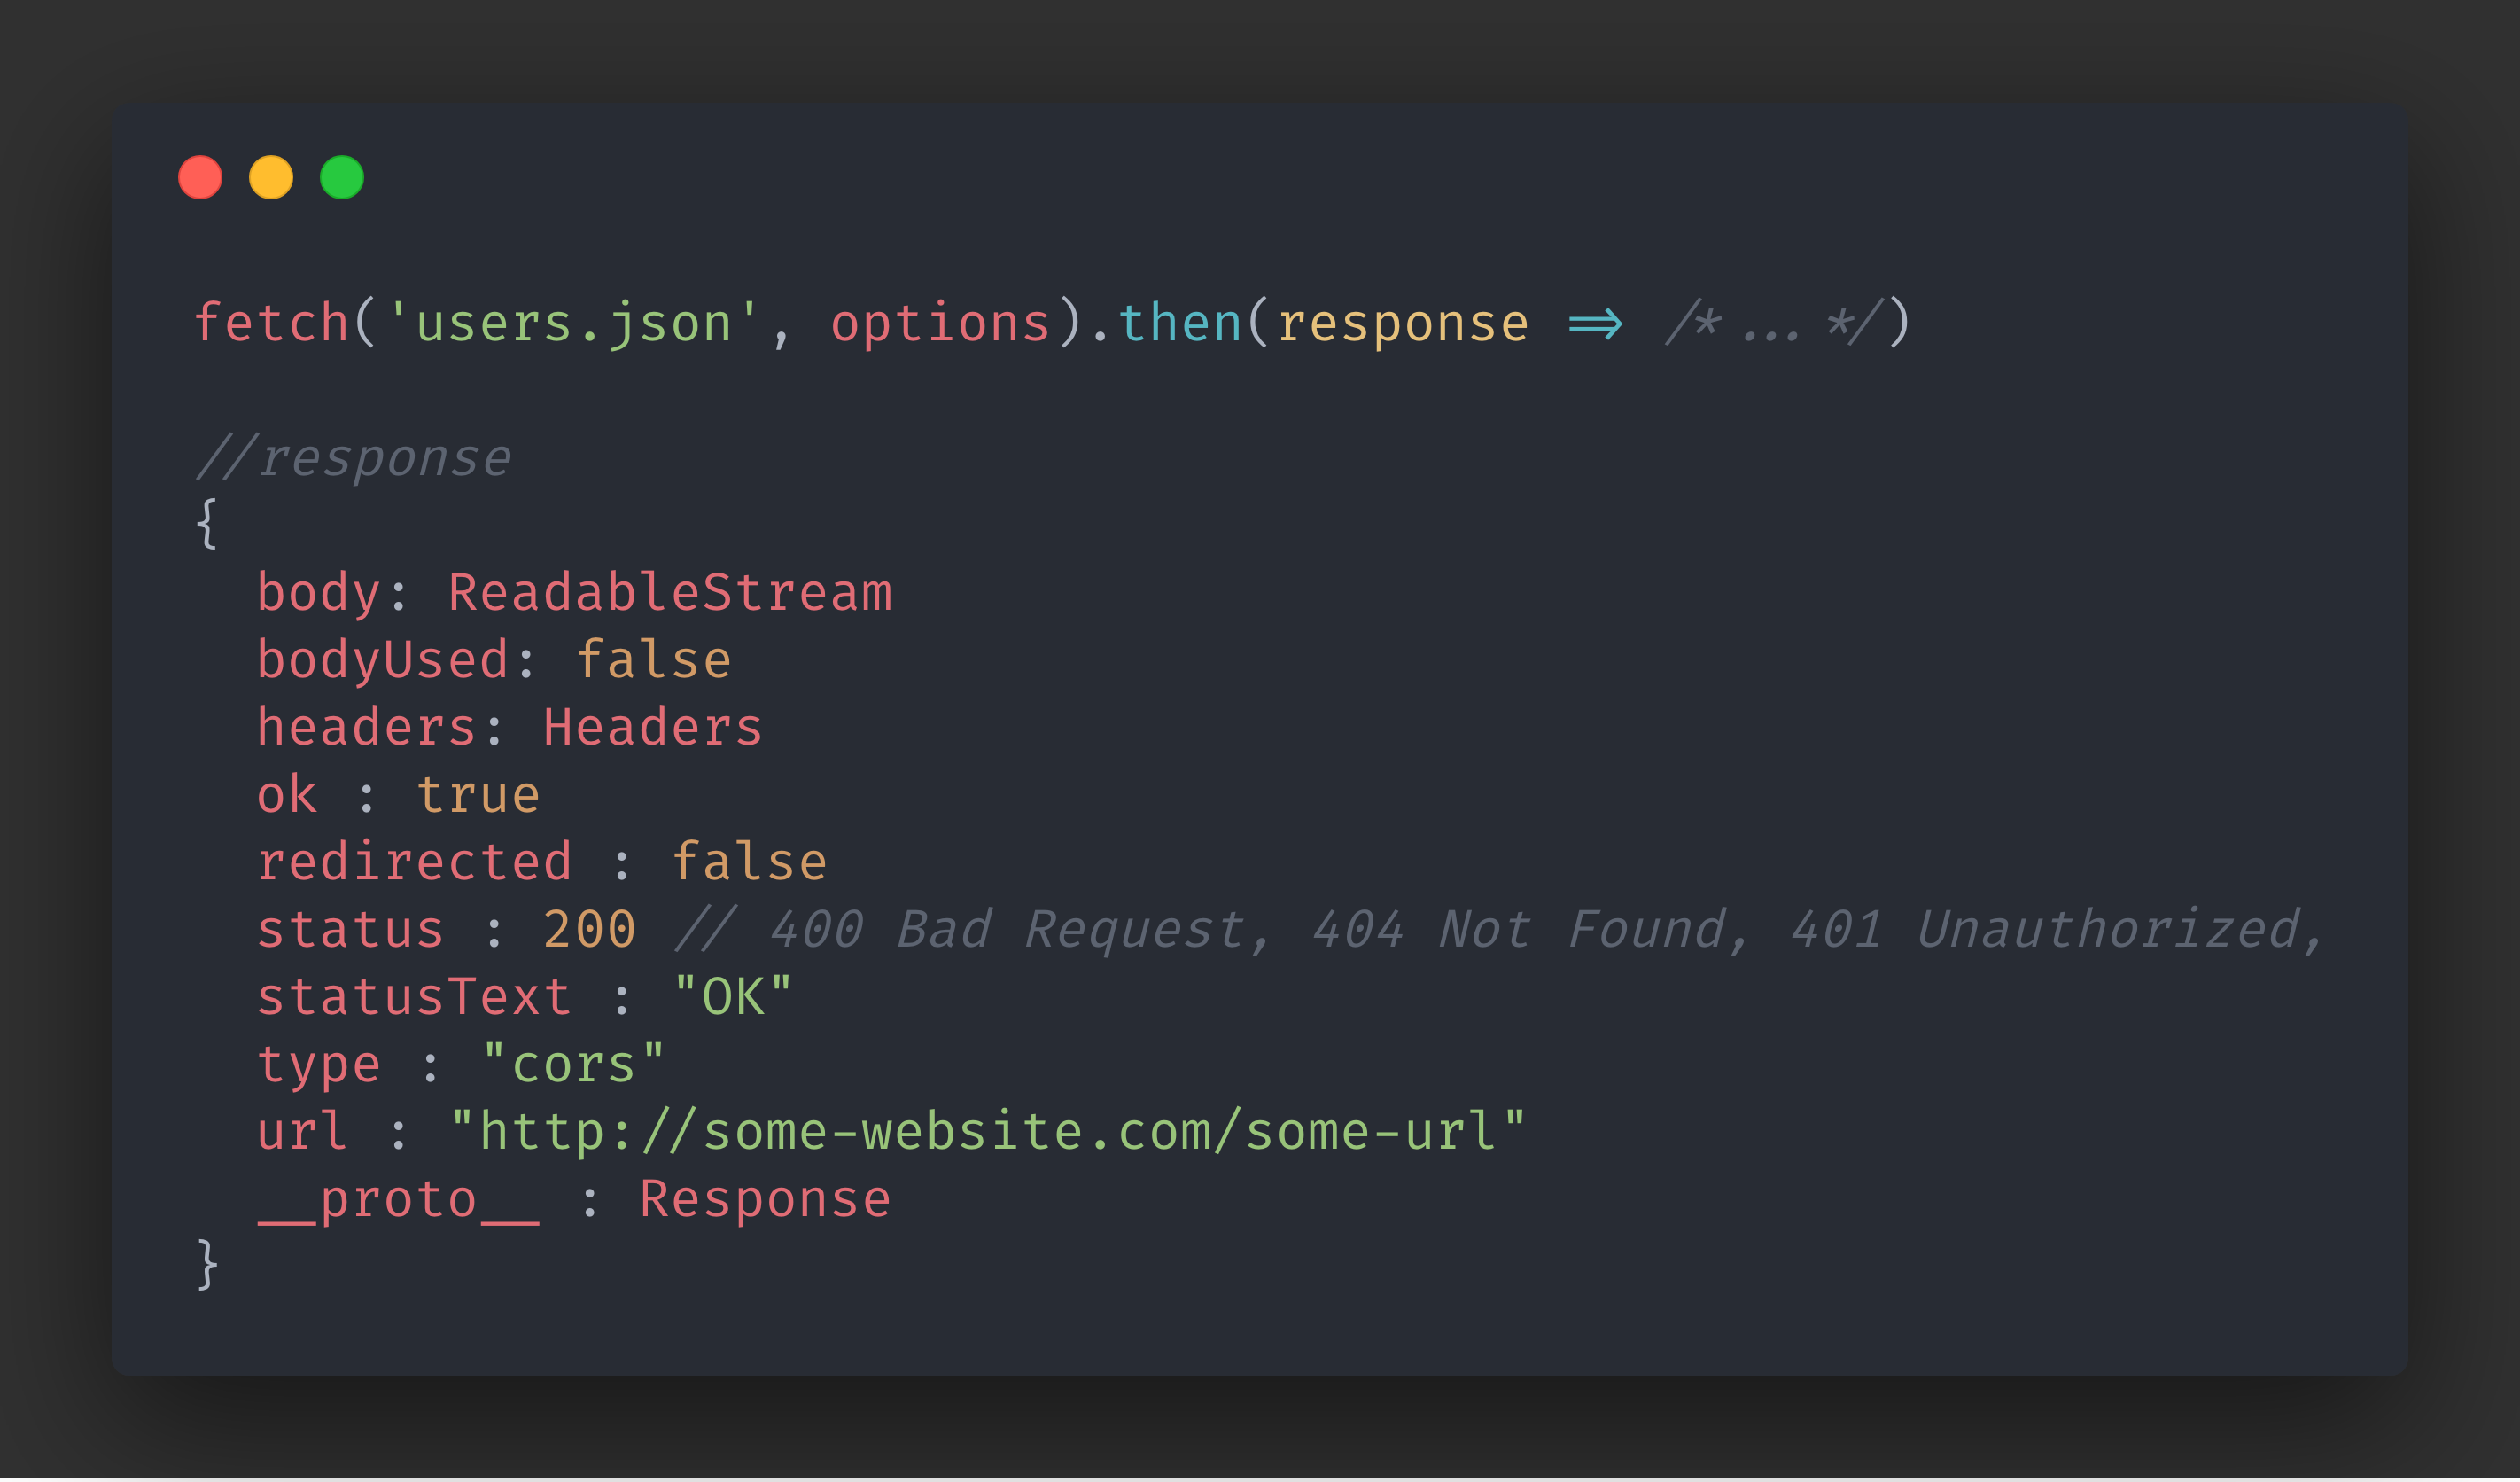 fetch('users.json', options).then(response => /*...*/)
//response
{
body: ReadableStream
bodyUsed: false
headers: Headers
ok : true
redirected : false
status : 200 // 400 Bad Request, 404 Not Found, 401 Unauthorized,
statusText : "OK"
type : "cors"
url : "http://some-website.com/some-url"
__proto__ : Response
}